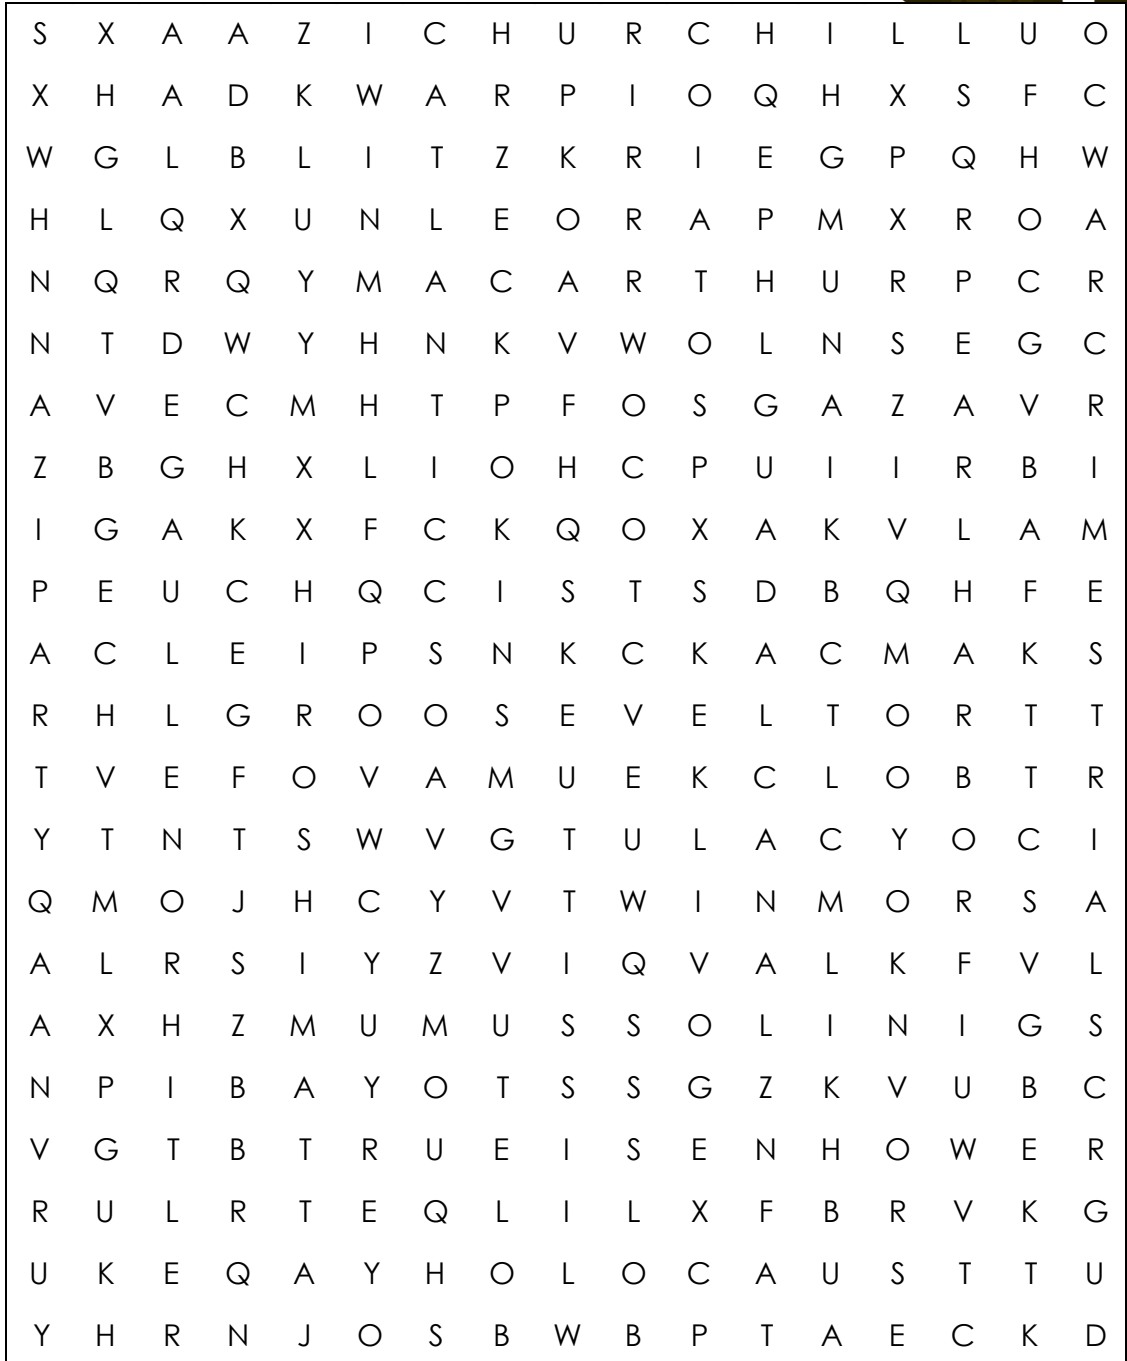 S X A A Z I C H U R C H I L L U O
X H A D K W A R P I O Q H X S F C
W G L B L I T Z K R I E G P Q H W
H L Q X U N L E O R A P M X R O A
N Q R Q Y M A C A R T H U R P C R
N T D W Y H N K V W O L N S E G C
A V E C M H T P F O S G A Z A V R
Z B G H X L I O H C P U I I R B I
I G A K X F C K Q O X A K V L A M
P E U C H Q C I S T S D B Q H F E
A C L E I P S N K C K A C M A K S
R H L G R O O S E V E L T O R T T
T V E F O V A M U E K C L O B T R
Y T N T S W V G T U L A C Y O C I
Q M O J H C Y V T W I N M O R S A
A L R S I Y Z V I Q V A L K F V L
A X H Z M U M U S S O L I N I G S
N P I B A Y O T S S G Z K V U B C
V G T B T R U E I S E N H O W E R
R U L R T E Q L I L X F B R V K G
U K E Q A Y H O L O C A U S T T U
Y H R N J O S B W B P T A E C K D